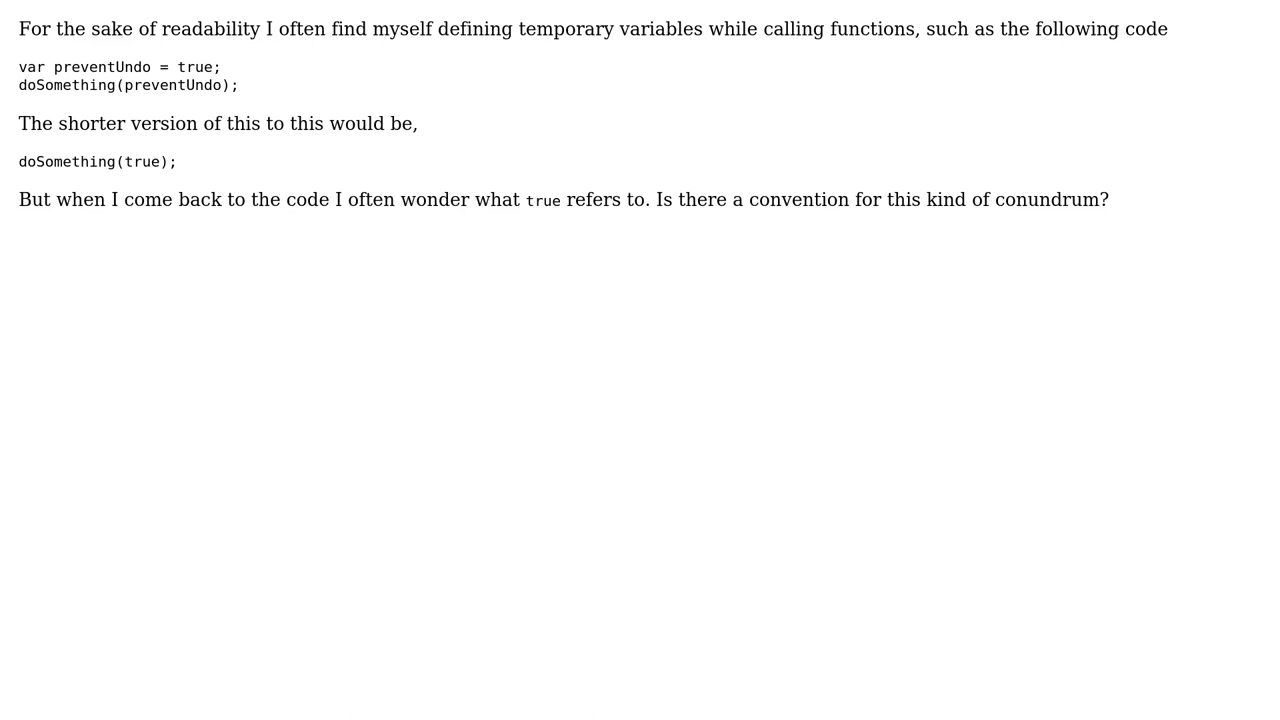 For the sake of readability I often find myself defining temporary variables while calling functions, such as the following code
var preventUndo = true;
doSomething(preventUndo);
The shorter version of this to this would be,
doSomething(true);
But when I come back to the code I often wonder what true refers to. Is there a convention for this kind of conundrum?